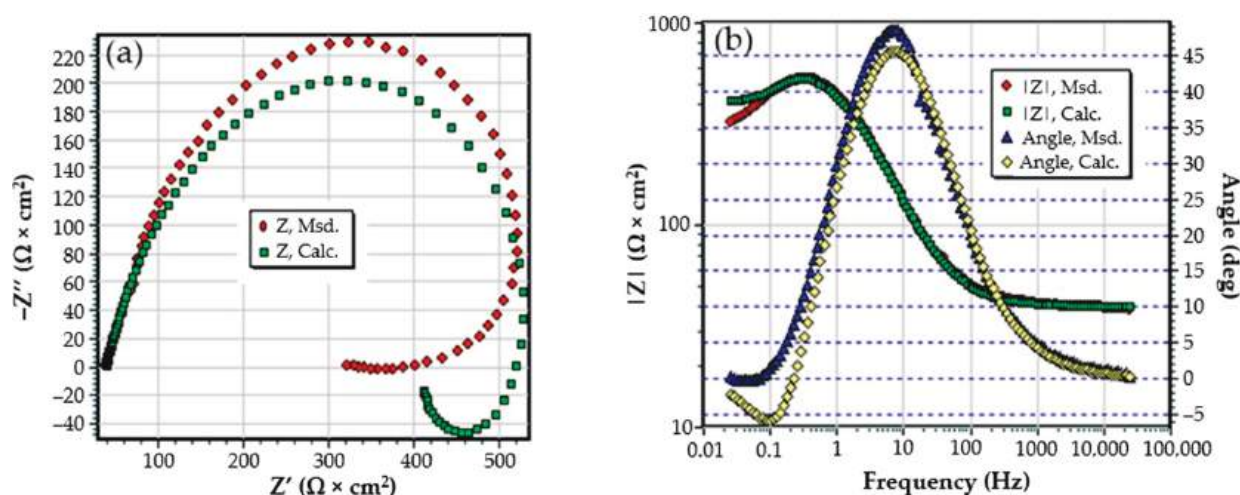 (a)
220
200
180
160
140
120
100
80
60
40
20
0
−20
−40
−Z″ (Ω × cm²)
Z, Msd.
Z, Calc.
100 200 300 400 500
Z′ (Ω × cm²)
(b)
1000
100
10
|Z| (Ω × cm²)
|Z|, Msd.
|Z|, Calc.
Angle, Msd.
Angle, Calc.
45
40
35
30
25
20
15
10
5
0
−5
Angle (deg)
0.01 0.1 1 10 100 1000 10,000 100,000
Frequency (Hz)